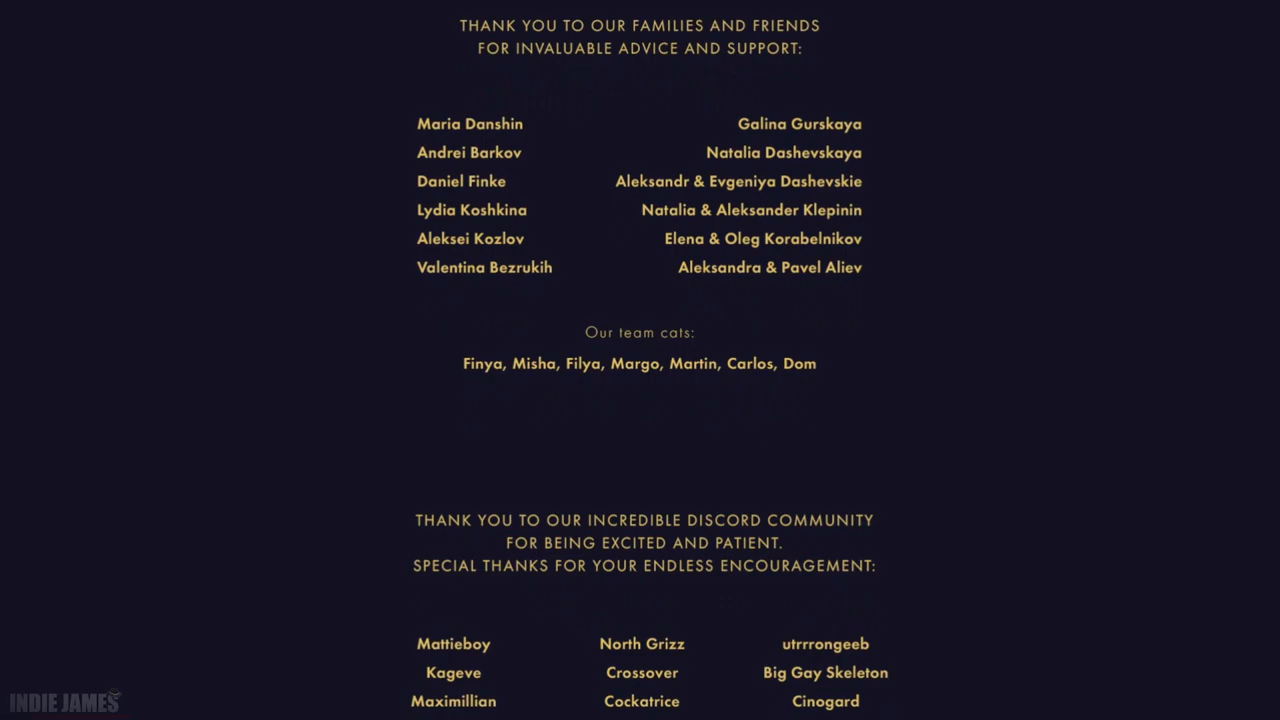 THANK YOU TO OUR FAMILIES AND FRIENDS
FOR INVALUABLE ADVICE AND SUPPORT:
Maria Danshin Galina Gurskaya
Andrei Barkov Natalia Dashevskaya
Daniel Finke Aleksandr & Evgeniya Dashevskie
Lydia Koshkina Natalia & Aleksander Klepinin
Aleksei Kozlov Elena & Oleg Korabelnikov
Valentina Bezrukih Aleksandra & Pavel Aliev
Our team cats:
Finya, Misha, Filya, Margo, Martin, Carlos, Dom
THANK YOU TO OUR INCREDIBLE DISCORD COMMUNITY
FOR BEING EXCITED AND PATIENT.
SPECIAL THANKS FOR YOUR ENDLESS ENCOURAGEMENT:
Mattieboy North Grizz utrrrongeeb
Kageve Crossover Big Gay Skeleton
Maximillian Cockatrice Cinogard
INDIE JAMES